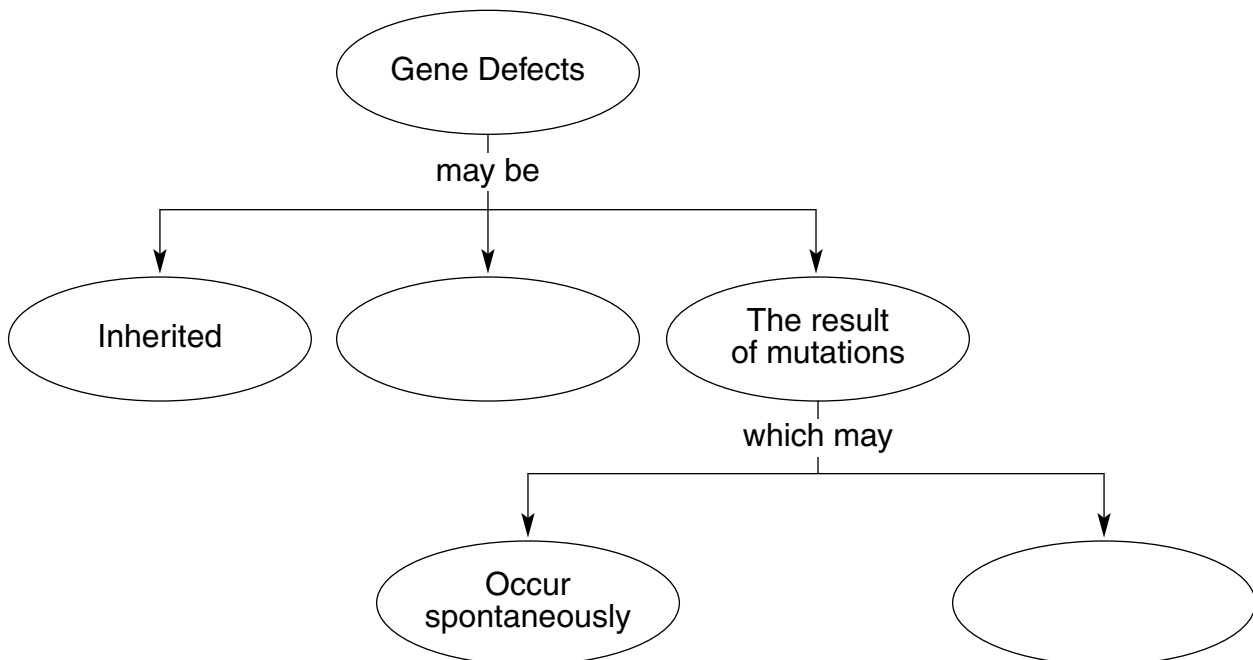 Gene Defects
may be
Inherited
The result
of mutations
which may
Occur
spontaneously